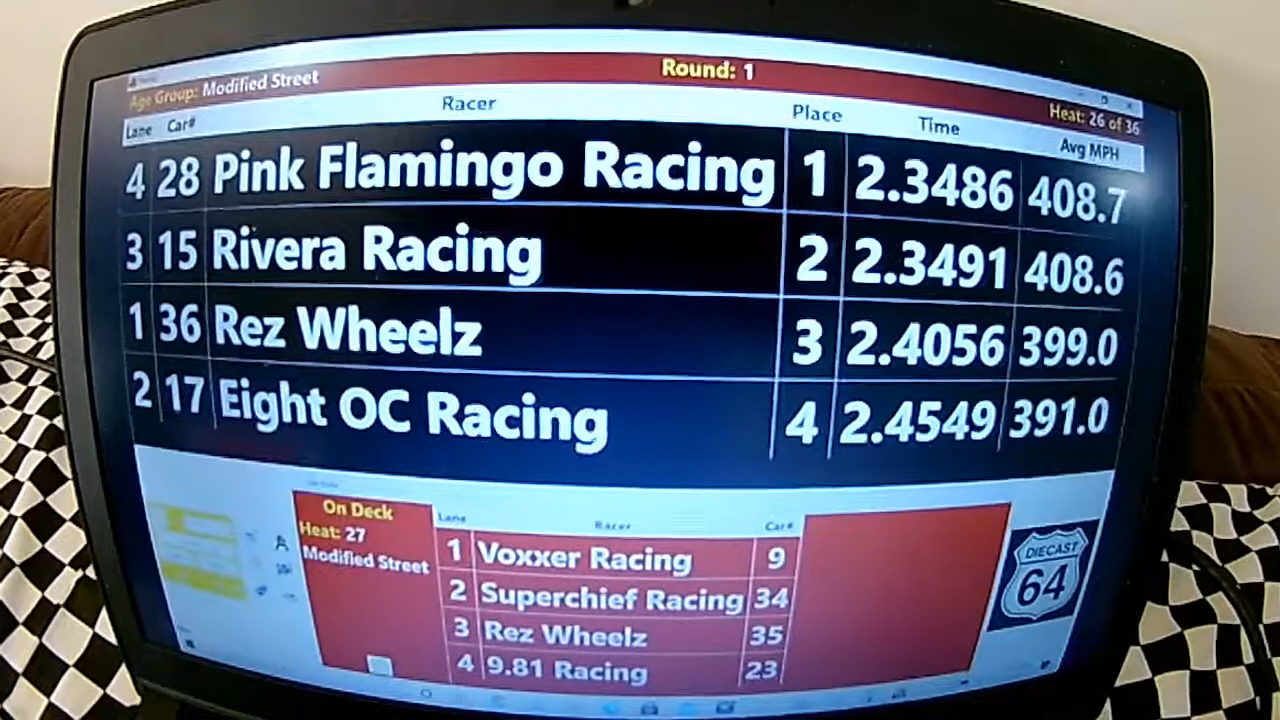 Age Group: Modified Street Round: 1 Heat: 26 of 36
Lane Car# Racer Place Time Avg MPH
4 28 Pink Flamingo Racing 1 2.3486 408.7
3 15 Rivera Racing 2 2.3491 408.6
1 36 Rez Wheelz 3 2.4056 399.0
2 17 Eight OC Racing 4 2.4549 391.0
On Deck
Heat: 27
Modified Street
Lane Racer Car#
1 Voxxer Racing 9
2 Superchief Racing 34
3 Rez Wheelz 35
4 9.81 Racing 23
DIECAST
64